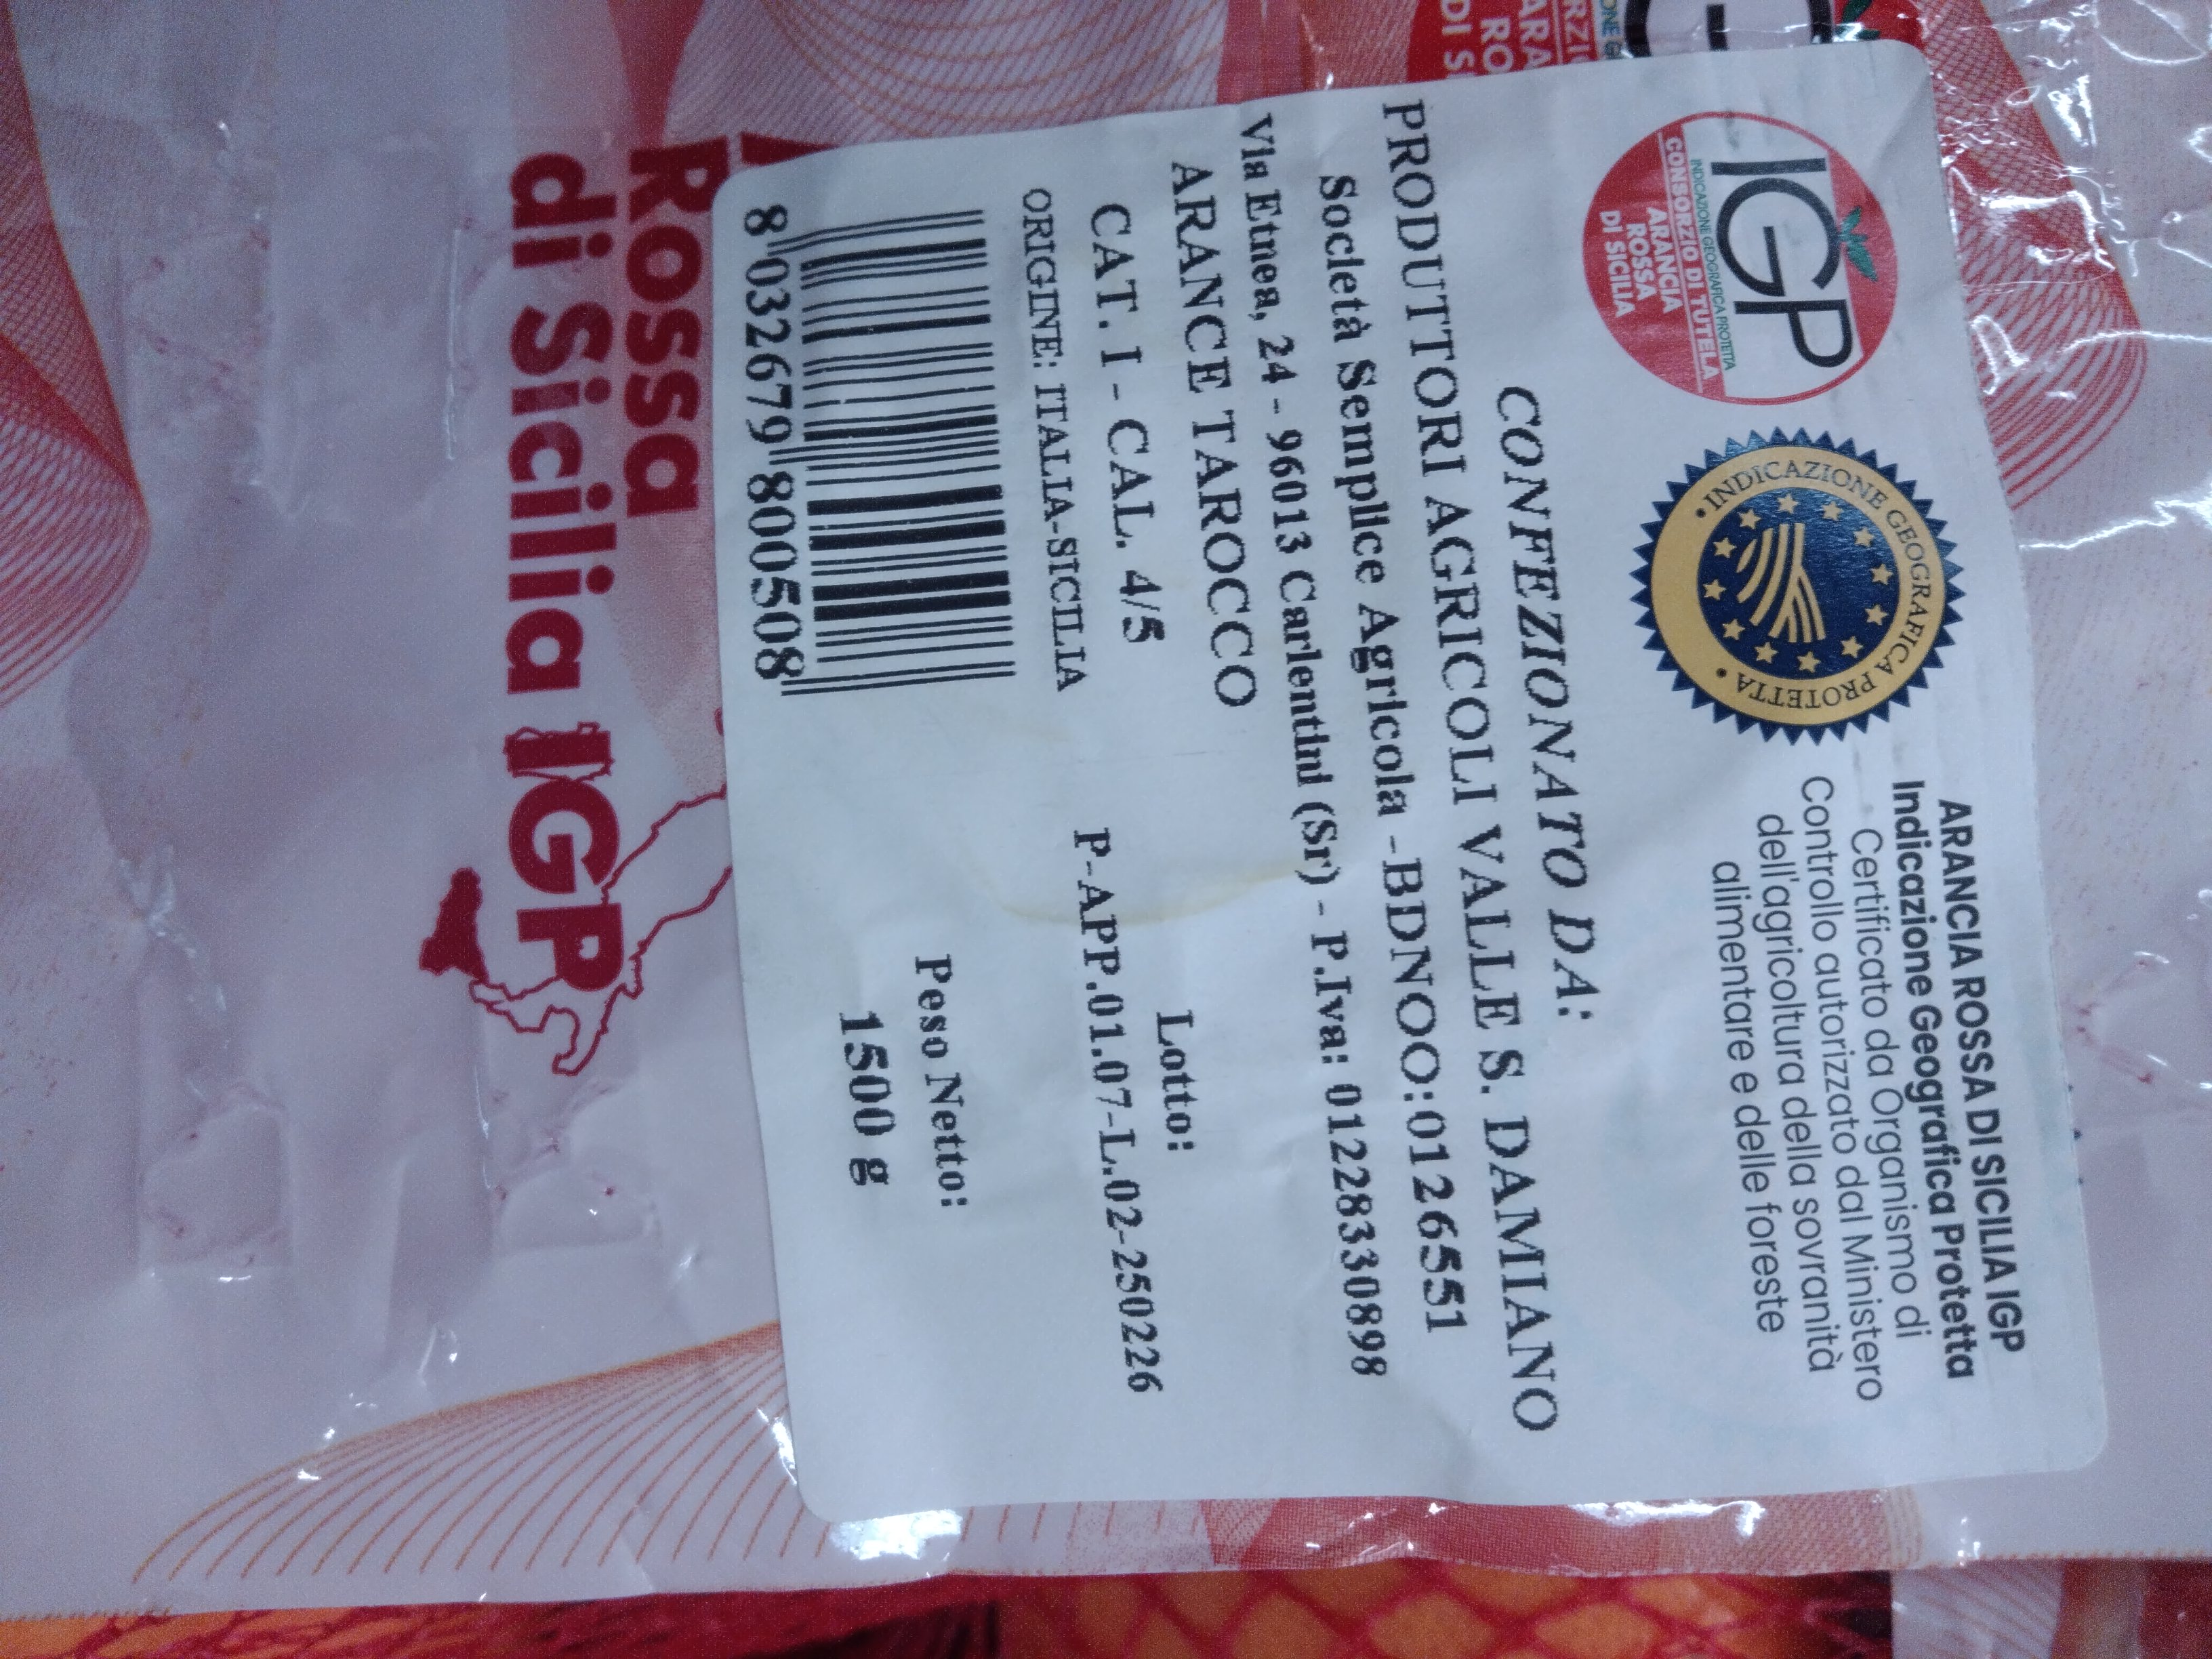 IGP
INDICAZIONE GEOGRAFICA PROTETTA
CONSORZIO DI TUTELA
ARANCIA
ROSSA
DI SICILIA
• INDICAZIONE GEOGRAFICA PROTETTA •
ARANCIA ROSSA DI SICILIA IGP
Indicazione Geografica Protetta
Certificato da Organismo di
Controllo autorizzato dal Ministero
dell'agricoltura della sovranità
alimentare e delle foreste
CONFEZIONATO DA:
PRODUTTORI AGRICOLI VALLE S. DAMIANO
Società Semplice Agricola -BDNOO:0126551
Via Etnea, 24 - 96013 Carlentini (Sr) - P.Iva: 01228330898
ARANCE TAROCCO
CAT. I - CAL. 4/5
ORIGINE: ITALIA-SICILIA
Lotto:
P-APP.01.07-L.02-250226
Peso Netto:
1500 g
8 032679 800508
Rossa
di Sicilia IGP